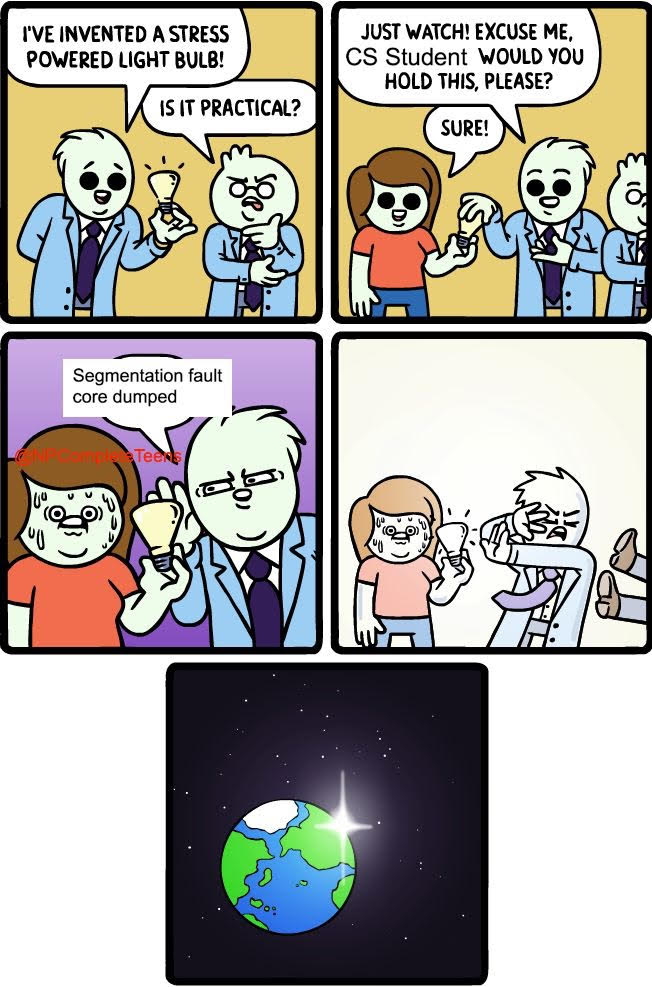 I'VE INVENTED A STRESS
POWERED LIGHT BULB!
IS IT PRACTICAL?
JUST WATCH! EXCUSE ME,
CS Student WOULD YOU
HOLD THIS, PLEASE?
SURE!
Segmentation fault
core dumped
@NPCompleteTeens